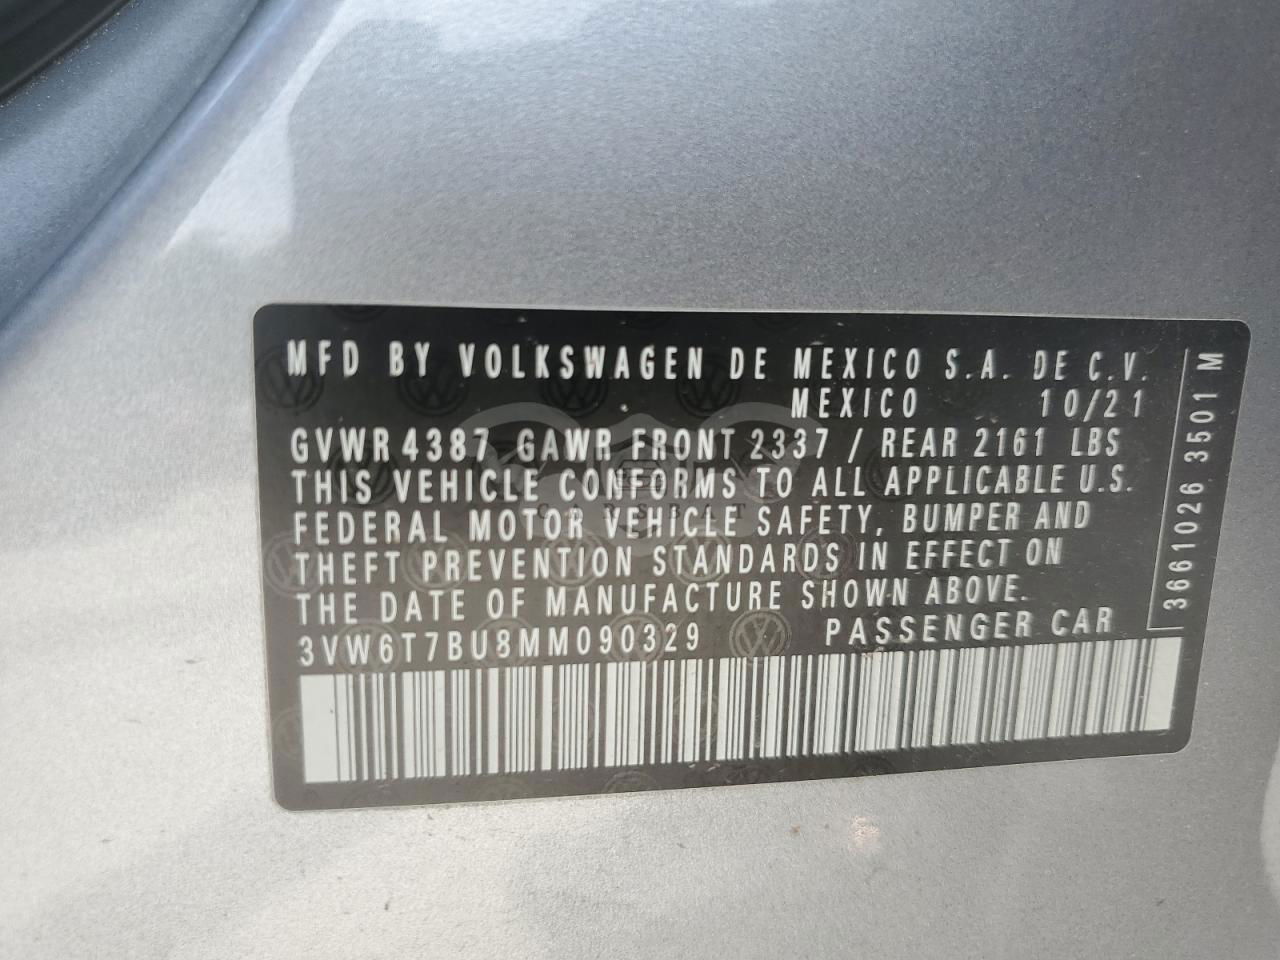 MFD BY VOLKSWAGEN DE MEXICO S.A. DE C.V.
MEXICO 10/21
GVWR 4387 GAWR FRONT 2337 / REAR 2161 LBS
THIS VEHICLE CONFORMS TO ALL APPLICABLE U.S.
FEDERAL MOTOR VEHICLE SAFETY, BUMPER AND
THEFT PREVENTION STANDARDS IN EFFECT ON
THE DATE OF MANUFACTURE SHOWN ABOVE.
3VW6T7BU8MM090329 PASSENGER CAR
3661026 3501 M
CARSBAT